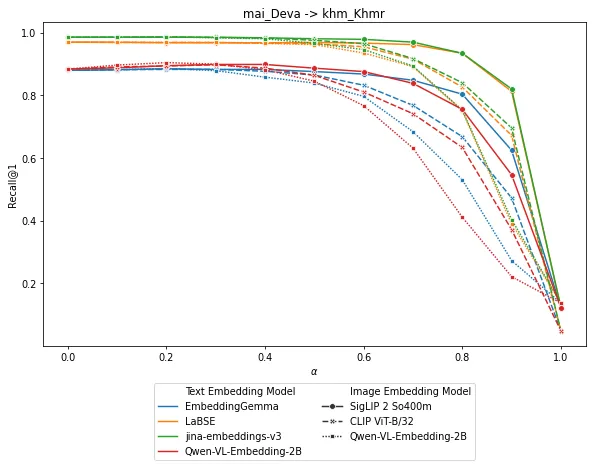 mai_Deva -> khm_Khmr
1.0
0.8
0.6
0.4
0.2
Recall@1
0.0 0.2 0.4 0.6 0.8 1.0
α
Text Embedding Model Image Embedding Model
EmbeddingGemma SigLIP 2 So400m
LaBSE CLIP ViT-B/32
jina-embeddings-v3 Qwen-VL-Embedding-2B
Qwen-VL-Embedding-2B